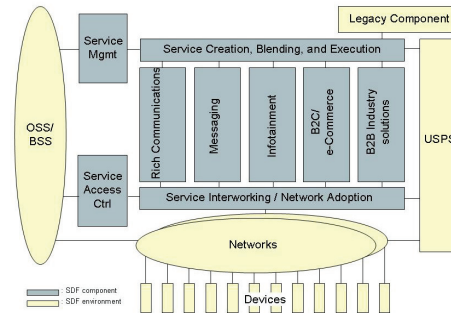 Legacy Component
Service
Mgmt
Service Creation, Blending, and Execution
OSS/
BSS
Rich Communications
Messaging
Infotainment
B2C/
e-Commerce
B2B Industry
solutions
USPS
Service
Access
Ctrl
Service Interworking / Network Adoption
Networks
: SDF component
: SDF environment
Devices